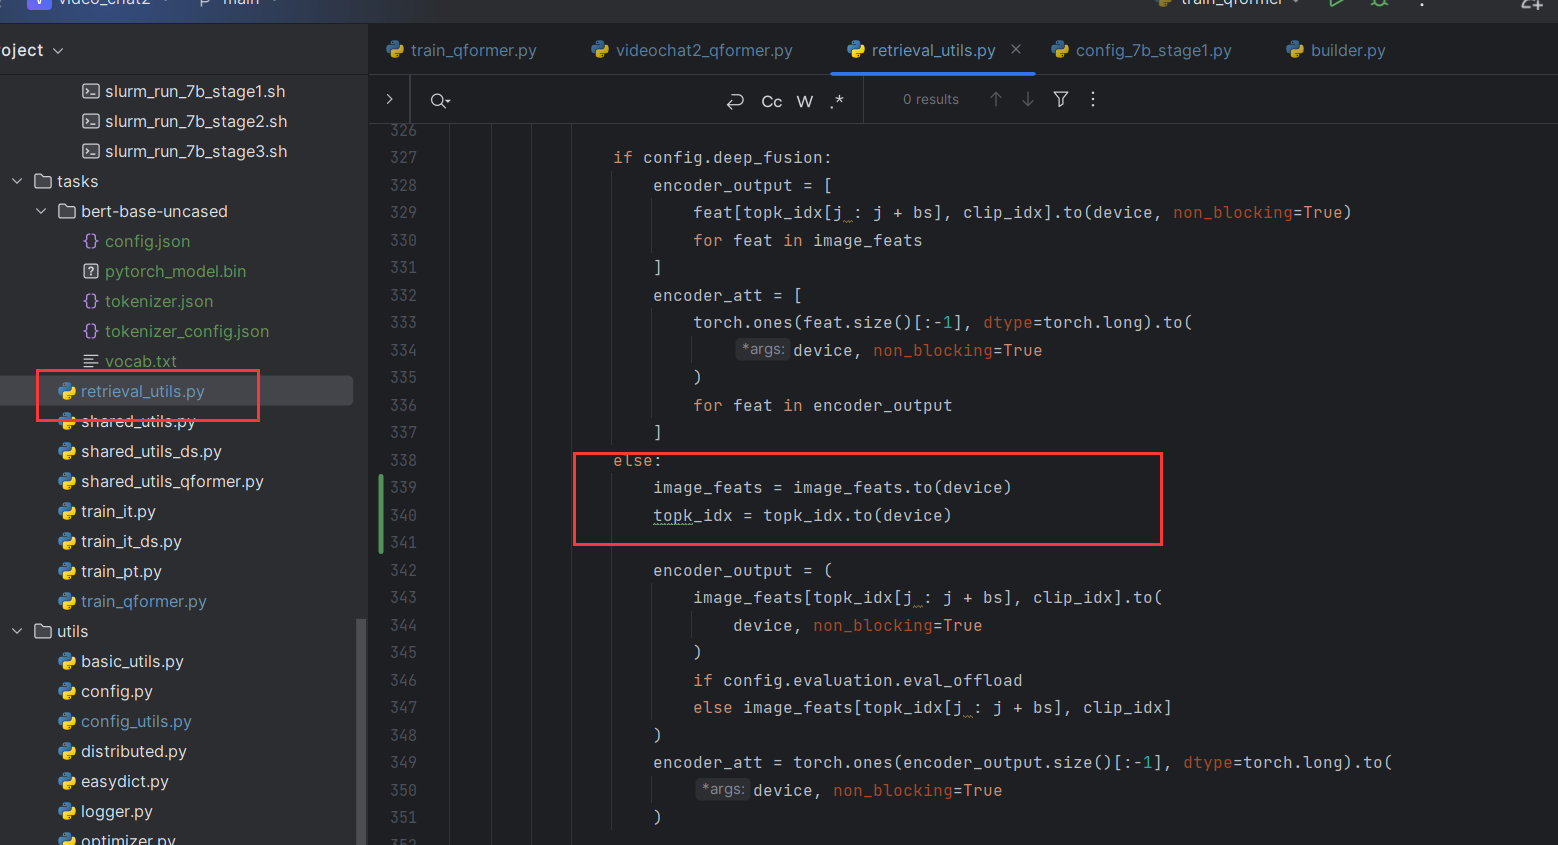 V video_chat2 main train_qformer
Project
train_qformer.py videochat2_qformer.py retrieval_utils.py config_7b_stage1.py builder.py
Cc W .* 0 results
slurm_run_7b_stage1.sh
slurm_run_7b_stage2.sh
slurm_run_7b_stage3.sh
tasks
bert-base-uncased
config.json
pytorch_model.bin
tokenizer.json
tokenizer_config.json
vocab.txt
retrieval_utils.py
shared_utils.py
shared_utils_ds.py
shared_utils_qformer.py
train_it.py
train_it_ds.py
train_pt.py
train_qformer.py
utils
basic_utils.py
config.py
config_utils.py
distributed.py
easydict.py
logger.py
optimizer.py
326
327 if config.deep_fusion:
328 encoder_output = [
329 feat[topk_idx[j : j + bs], clip_idx].to(device, non_blocking=True)
330 for feat in image_feats
331 ]
332 encoder_att = [
333 torch.ones(feat.size()[:-1], dtype=torch.long).to(
334 *args: device, non_blocking=True
335 )
336 for feat in encoder_output
337 ]
338 else:
339 image_feats = image_feats.to(device)
340 topk_idx = topk_idx.to(device)
341
342 encoder_output = (
343 image_feats[topk_idx[j : j + bs], clip_idx].to(
344 device, non_blocking=True
345 )
346 if config.evaluation.eval_offload
347 else image_feats[topk_idx[j : j + bs], clip_idx]
348 )
349 encoder_att = torch.ones(encoder_output.size()[:-1], dtype=torch.long).to(
350 *args: device, non_blocking=True
351 )
352